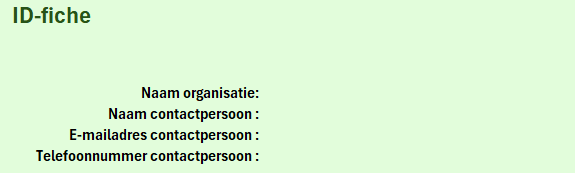 ID-fiche
Naam organisatie:
Naam contactpersoon :
E-mailadres contactpersoon :
Telefoonnummer contactpersoon :